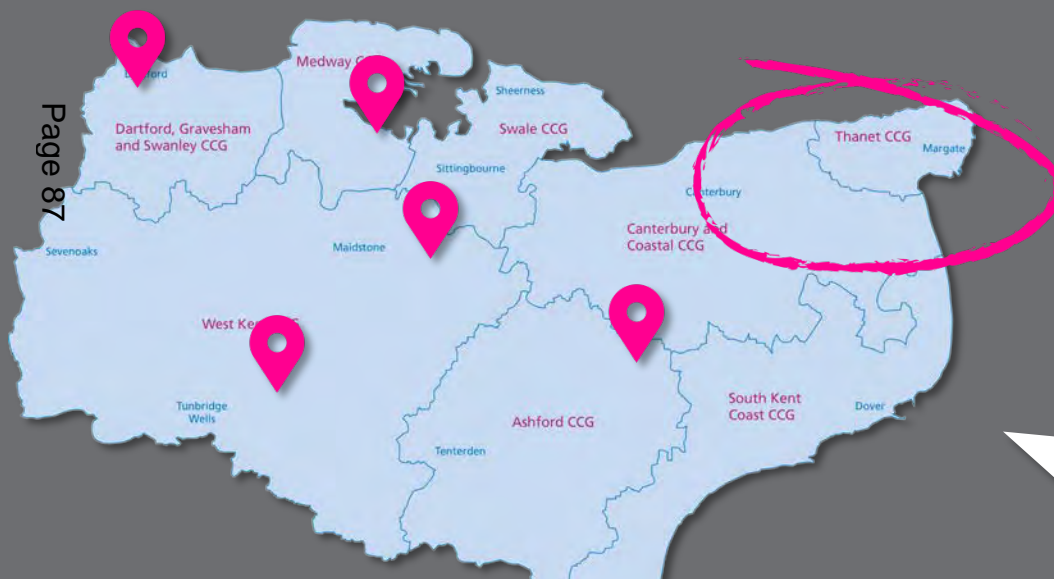 Page 87
Medway
Dartford, Gravesham
and Swanley CCG
Sheerness
Swale CCG
Sittingbourne
Thanet CCG
Margate
Canterbury
Canterbury and
Coastal CCG
Sevenoaks
Maidstone
West
Tunbridge
Wells
Ashford CCG
Tenterden
South Kent
Coast CCG
Dover